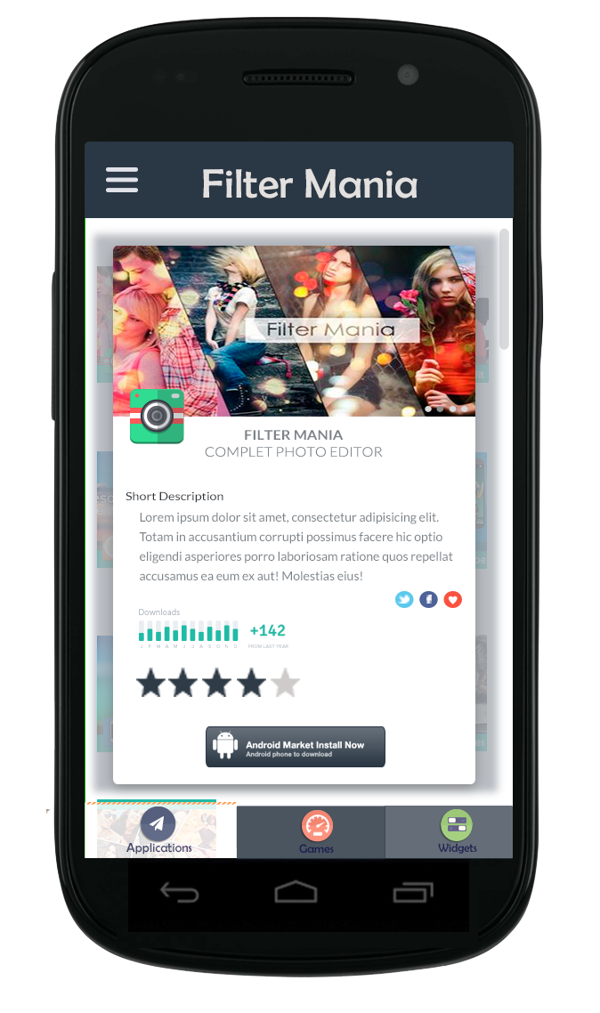 Filter Mania
Filter Mania
FILTER MANIA
COMPLET PHOTO EDITOR
Short Description
Lorem ipsum dolor sit amet, consectetur adipisicing elit.
Totam in accusantium corrupti possimus facere hic optio
eligendi asperiores porro laboriosam ratione quos repellat
accusamus ea eum ex aut! Molestias eius!
Downloads
+142
J F M A M J J A S O N D
FROM LAST YEAR
Android Market Install Now
Android phone to download
Applications
Games
Widgets